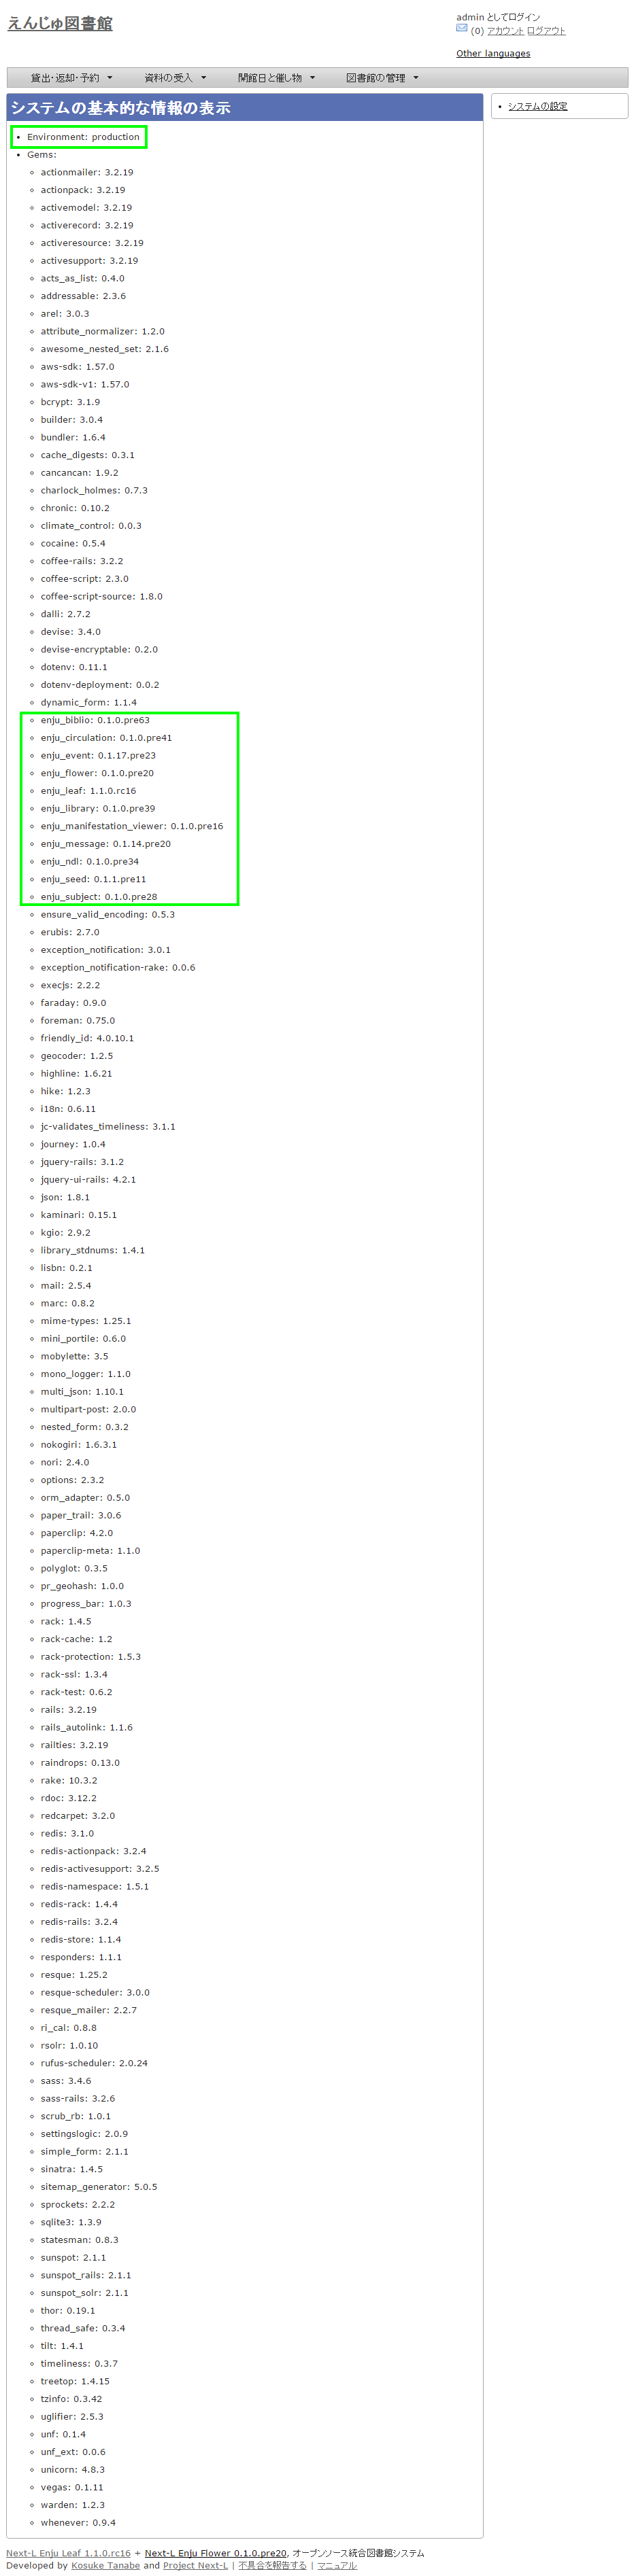 えんじゅ図書館
admin としてログイン
(0) アカウント ログアウト
Other languages
貸出・返却・予約 資料の受入 開館日と催し物 図書館の管理
システムの基本的な情報の表示
システムの設定
Environment: production
Gems:
actionmailer: 3.2.19
actionpack: 3.2.19
activemodel: 3.2.19
activerecord: 3.2.19
activeresource: 3.2.19
activesupport: 3.2.19
acts_as_list: 0.4.0
addressable: 2.3.6
arel: 3.0.3
attribute_normalizer: 1.2.0
awesome_nested_set: 2.1.6
aws-sdk: 1.57.0
aws-sdk-v1: 1.57.0
bcrypt: 3.1.9
builder: 3.0.4
bundler: 1.6.4
cache_digests: 0.3.1
cancancan: 1.9.2
charlock_holmes: 0.7.3
chronic: 0.10.2
climate_control: 0.0.3
cocaine: 0.5.4
coffee-rails: 3.2.2
coffee-script: 2.3.0
coffee-script-source: 1.8.0
dalli: 2.7.2
devise: 3.4.0
devise-encryptable: 0.2.0
dotenv: 0.11.1
dotenv-deployment: 0.0.2
dynamic_form: 1.1.4
enju_biblio: 0.1.0.pre63
enju_circulation: 0.1.0.pre41
enju_event: 0.1.17.pre23
enju_flower: 0.1.0.pre20
enju_leaf: 1.1.0.rc16
enju_library: 0.1.0.pre39
enju_manifestation_viewer: 0.1.0.pre16
enju_message: 0.1.14.pre20
enju_ndl: 0.1.0.pre34
enju_seed: 0.1.1.pre11
enju_subject: 0.1.0.pre28
ensure_valid_encoding: 0.5.3
erubis: 2.7.0
exception_notification: 3.0.1
exception_notification-rake: 0.0.6
execjs: 2.2.2
faraday: 0.9.0
foreman: 0.75.0
friendly_id: 4.0.10.1
geocoder: 1.2.5
highline: 1.6.21
hike: 1.2.3
i18n: 0.6.11
jc-validates_timeliness: 3.1.1
journey: 1.0.4
jquery-rails: 3.1.2
jquery-ui-rails: 4.2.1
json: 1.8.1
kaminari: 0.15.1
kgio: 2.9.2
library_stdnums: 1.4.1
lisbn: 0.2.1
mail: 2.5.4
marc: 0.8.2
mime-types: 1.25.1
mini_portile: 0.6.0
mobylette: 3.5
mono_logger: 1.1.0
multi_json: 1.10.1
multipart-post: 2.0.0
nested_form: 0.3.2
nokogiri: 1.6.3.1
nori: 2.4.0
options: 2.3.2
orm_adapter: 0.5.0
paper_trail: 3.0.6
paperclip: 4.2.0
paperclip-meta: 1.1.0
polyglot: 0.3.5
pr_geohash: 1.0.0
progress_bar: 1.0.3
rack: 1.4.5
rack-cache: 1.2
rack-protection: 1.5.3
rack-ssl: 1.3.4
rack-test: 0.6.2
rails: 3.2.19
rails_autolink: 1.1.6
railties: 3.2.19
raindrops: 0.13.0
rake: 10.3.2
rdoc: 3.12.2
redcarpet: 3.2.0
redis: 3.1.0
redis-actionpack: 3.2.4
redis-activesupport: 3.2.5
redis-namespace: 1.5.1
redis-rack: 1.4.4
redis-rails: 3.2.4
redis-store: 1.1.4
responders: 1.1.1
resque: 1.25.2
resque-scheduler: 3.0.0
resque_mailer: 2.2.7
ri_cal: 0.8.8
rsolr: 1.0.10
rufus-scheduler: 2.0.24
sass: 3.4.6
sass-rails: 3.2.6
scrub_rb: 1.0.1
settingslogic: 2.0.9
simple_form: 2.1.1
sinatra: 1.4.5
sitemap_generator: 5.0.5
sprockets: 2.2.2
sqlite3: 1.3.9
statesman: 0.8.3
sunspot: 2.1.1
sunspot_rails: 2.1.1
sunspot_solr: 2.1.1
thor: 0.19.1
thread_safe: 0.3.4
tilt: 1.4.1
timeliness: 0.3.7
treetop: 1.4.15
tzinfo: 0.3.42
uglifier: 2.5.3
unf: 0.1.4
unf_ext: 0.0.6
unicorn: 4.8.3
vegas: 0.1.11
warden: 1.2.3
whenever: 0.9.4
Next-L Enju Leaf 1.1.0.rc16 + Next-L Enju Flower 0.1.0.pre20, オープンソース統合図書館システム
Developed by Kosuke Tanabe and Project Next-L | 不具合を報告する | マニュアル